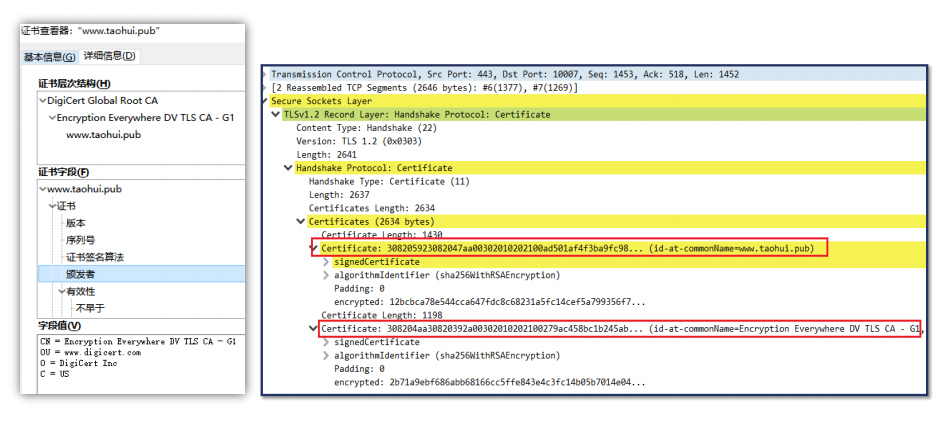 证书查看器："www.taohui.pub"
基本信息(G) 详细信息(D)
证书层次结构(H)
DigiCert Global Root CA
Encryption Everywhere DV TLS CA - G1
www.taohui.pub
证书字段(F)
www.taohui.pub
证书
版本
序列号
证书签名算法
颁发者
有效性
不早于
字段值(V)
CN = Encryption Everywhere DV TLS CA - G1
OU = www.digicert.com
O = DigiCert Inc
C = US
Transmission Control Protocol, Src Port: 443, Dst Port: 10007, Seq: 1453, Ack: 518, Len: 1452
[2 Reassembled TCP Segments (2646 bytes): #6(1377), #7(1269)]
Secure Sockets Layer
TLSv1.2 Record Layer: Handshake Protocol: Certificate
Content Type: Handshake (22)
Version: TLS 1.2 (0x0303)
Length: 2641
Handshake Protocol: Certificate
Handshake Type: Certificate (11)
Length: 2637
Certificates Length: 2634
Certificates (2634 bytes)
Certificate Length: 1430
Certificate: 308205923082047aa00302010202100ad501af4f3ba9fc98... (id-at-commonName=www.taohui.pub)
signedCertificate
algorithmIdentifier (sha256WithRSAEncryption)
Padding: 0
encrypted: 12bcbca78e544cca647fdc8c68231a5fc14cef5a799356f7...
Certificate Length: 1198
Certificate: 308204aa30820392a00302010202100279ac458bc1b245ab... (id-at-commonName=Encryption Everywhere DV TLS CA - G1,
signedCertificate
algorithmIdentifier (sha256WithRSAEncryption)
Padding: 0
encrypted: 2b71a9ebf686abb68166cc5ffe843e4c3fc14b05b7014e04...